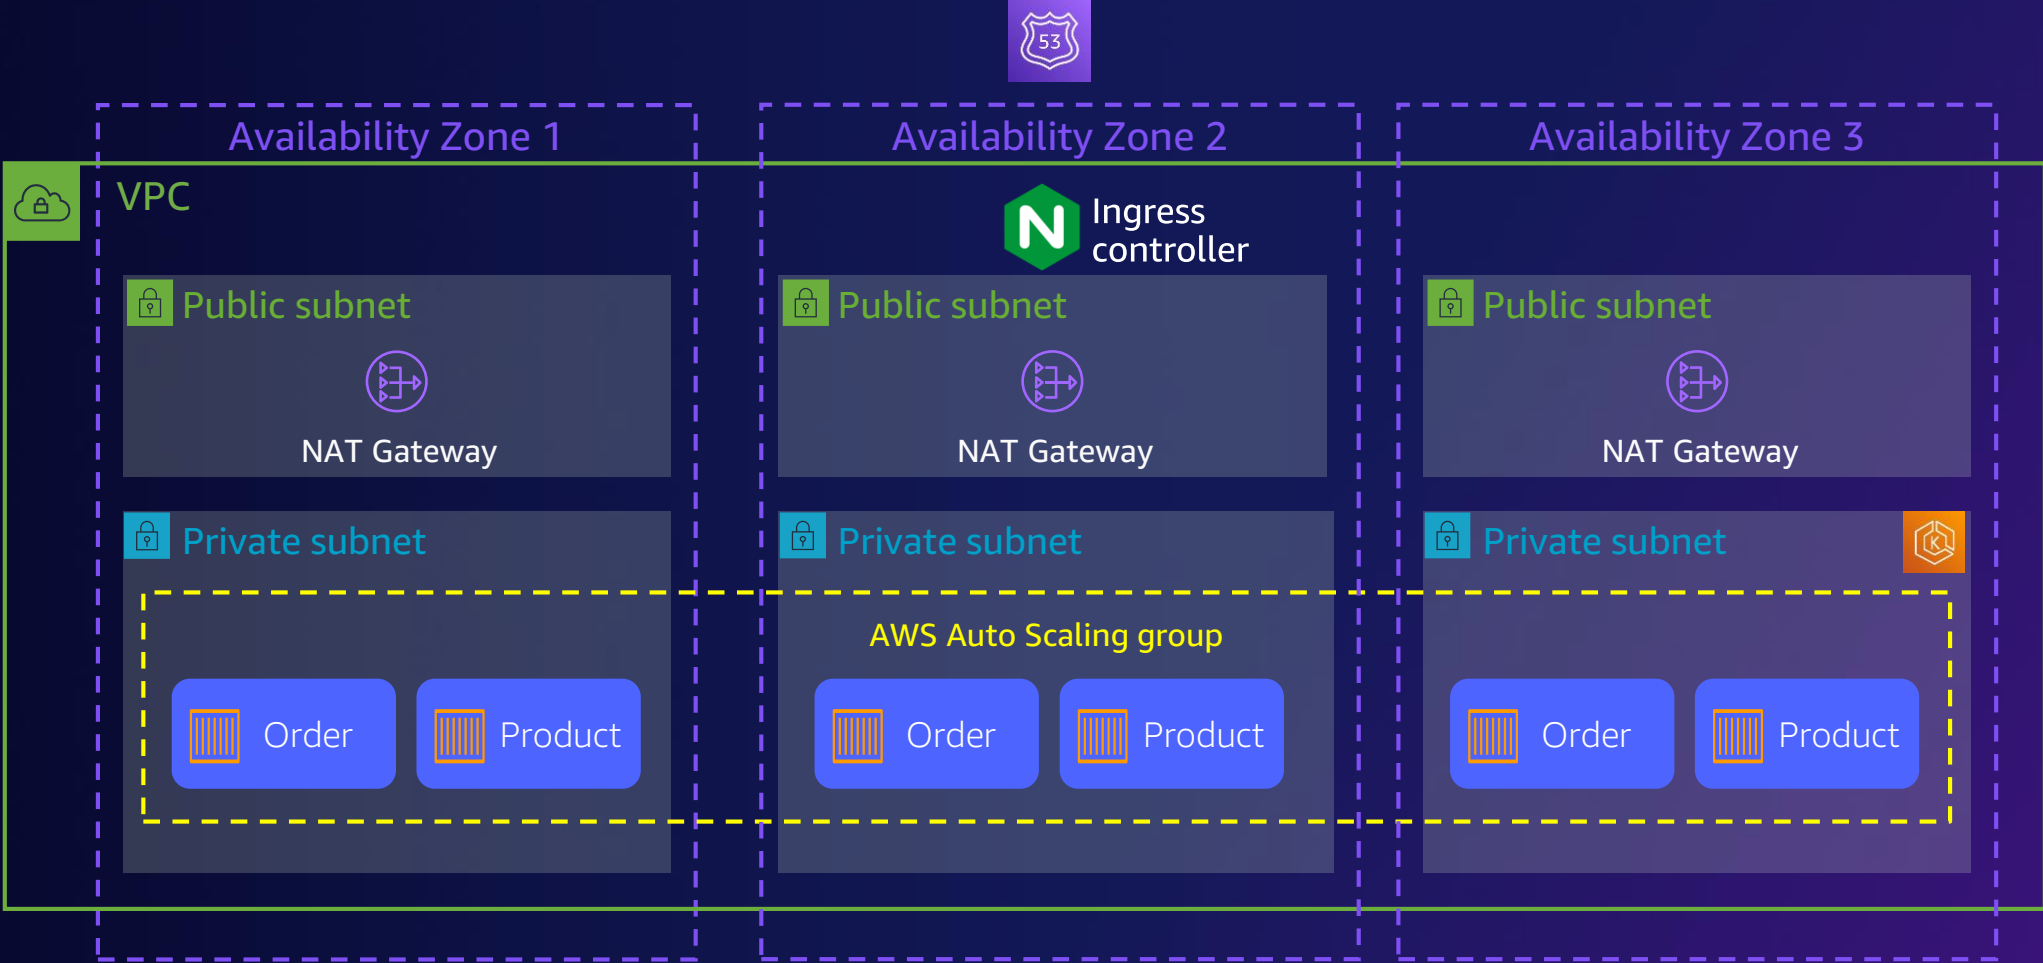 53
Availability Zone 1
Availability Zone 2
Availability Zone 3
VPC
N
Ingress
controller
Public subnet
Public subnet
Public subnet
NAT Gateway
NAT Gateway
NAT Gateway
Private subnet
Private subnet
Private subnet
K
AWS Auto Scaling group
Order
Product
Order
Product
Order
Product